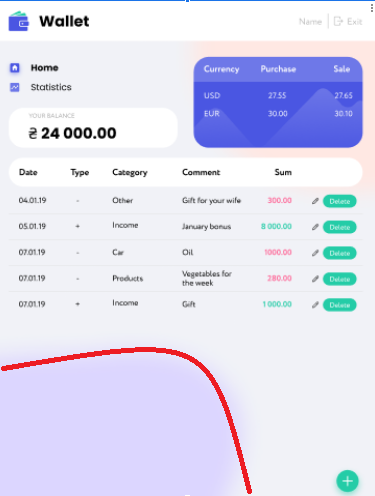 Wallet
Name | Exit
Home
Statistics
YOUR BALANCE
₴ 24 000.00
Currency Purchase Sale
USD 27.55 27.65
EUR 30.00 30.10
Date Type Category Comment Sum
04.01.19 - Other Gift for your wife 300.00 Delete
05.01.19 + Income January bonus 8 000.00 Delete
07.01.19 - Car Oil 1000.00 Delete
07.01.19 - Products Vegetables for
the week 280.00 Delete
07.01.19 + Income Gift 1 000.00 Delete